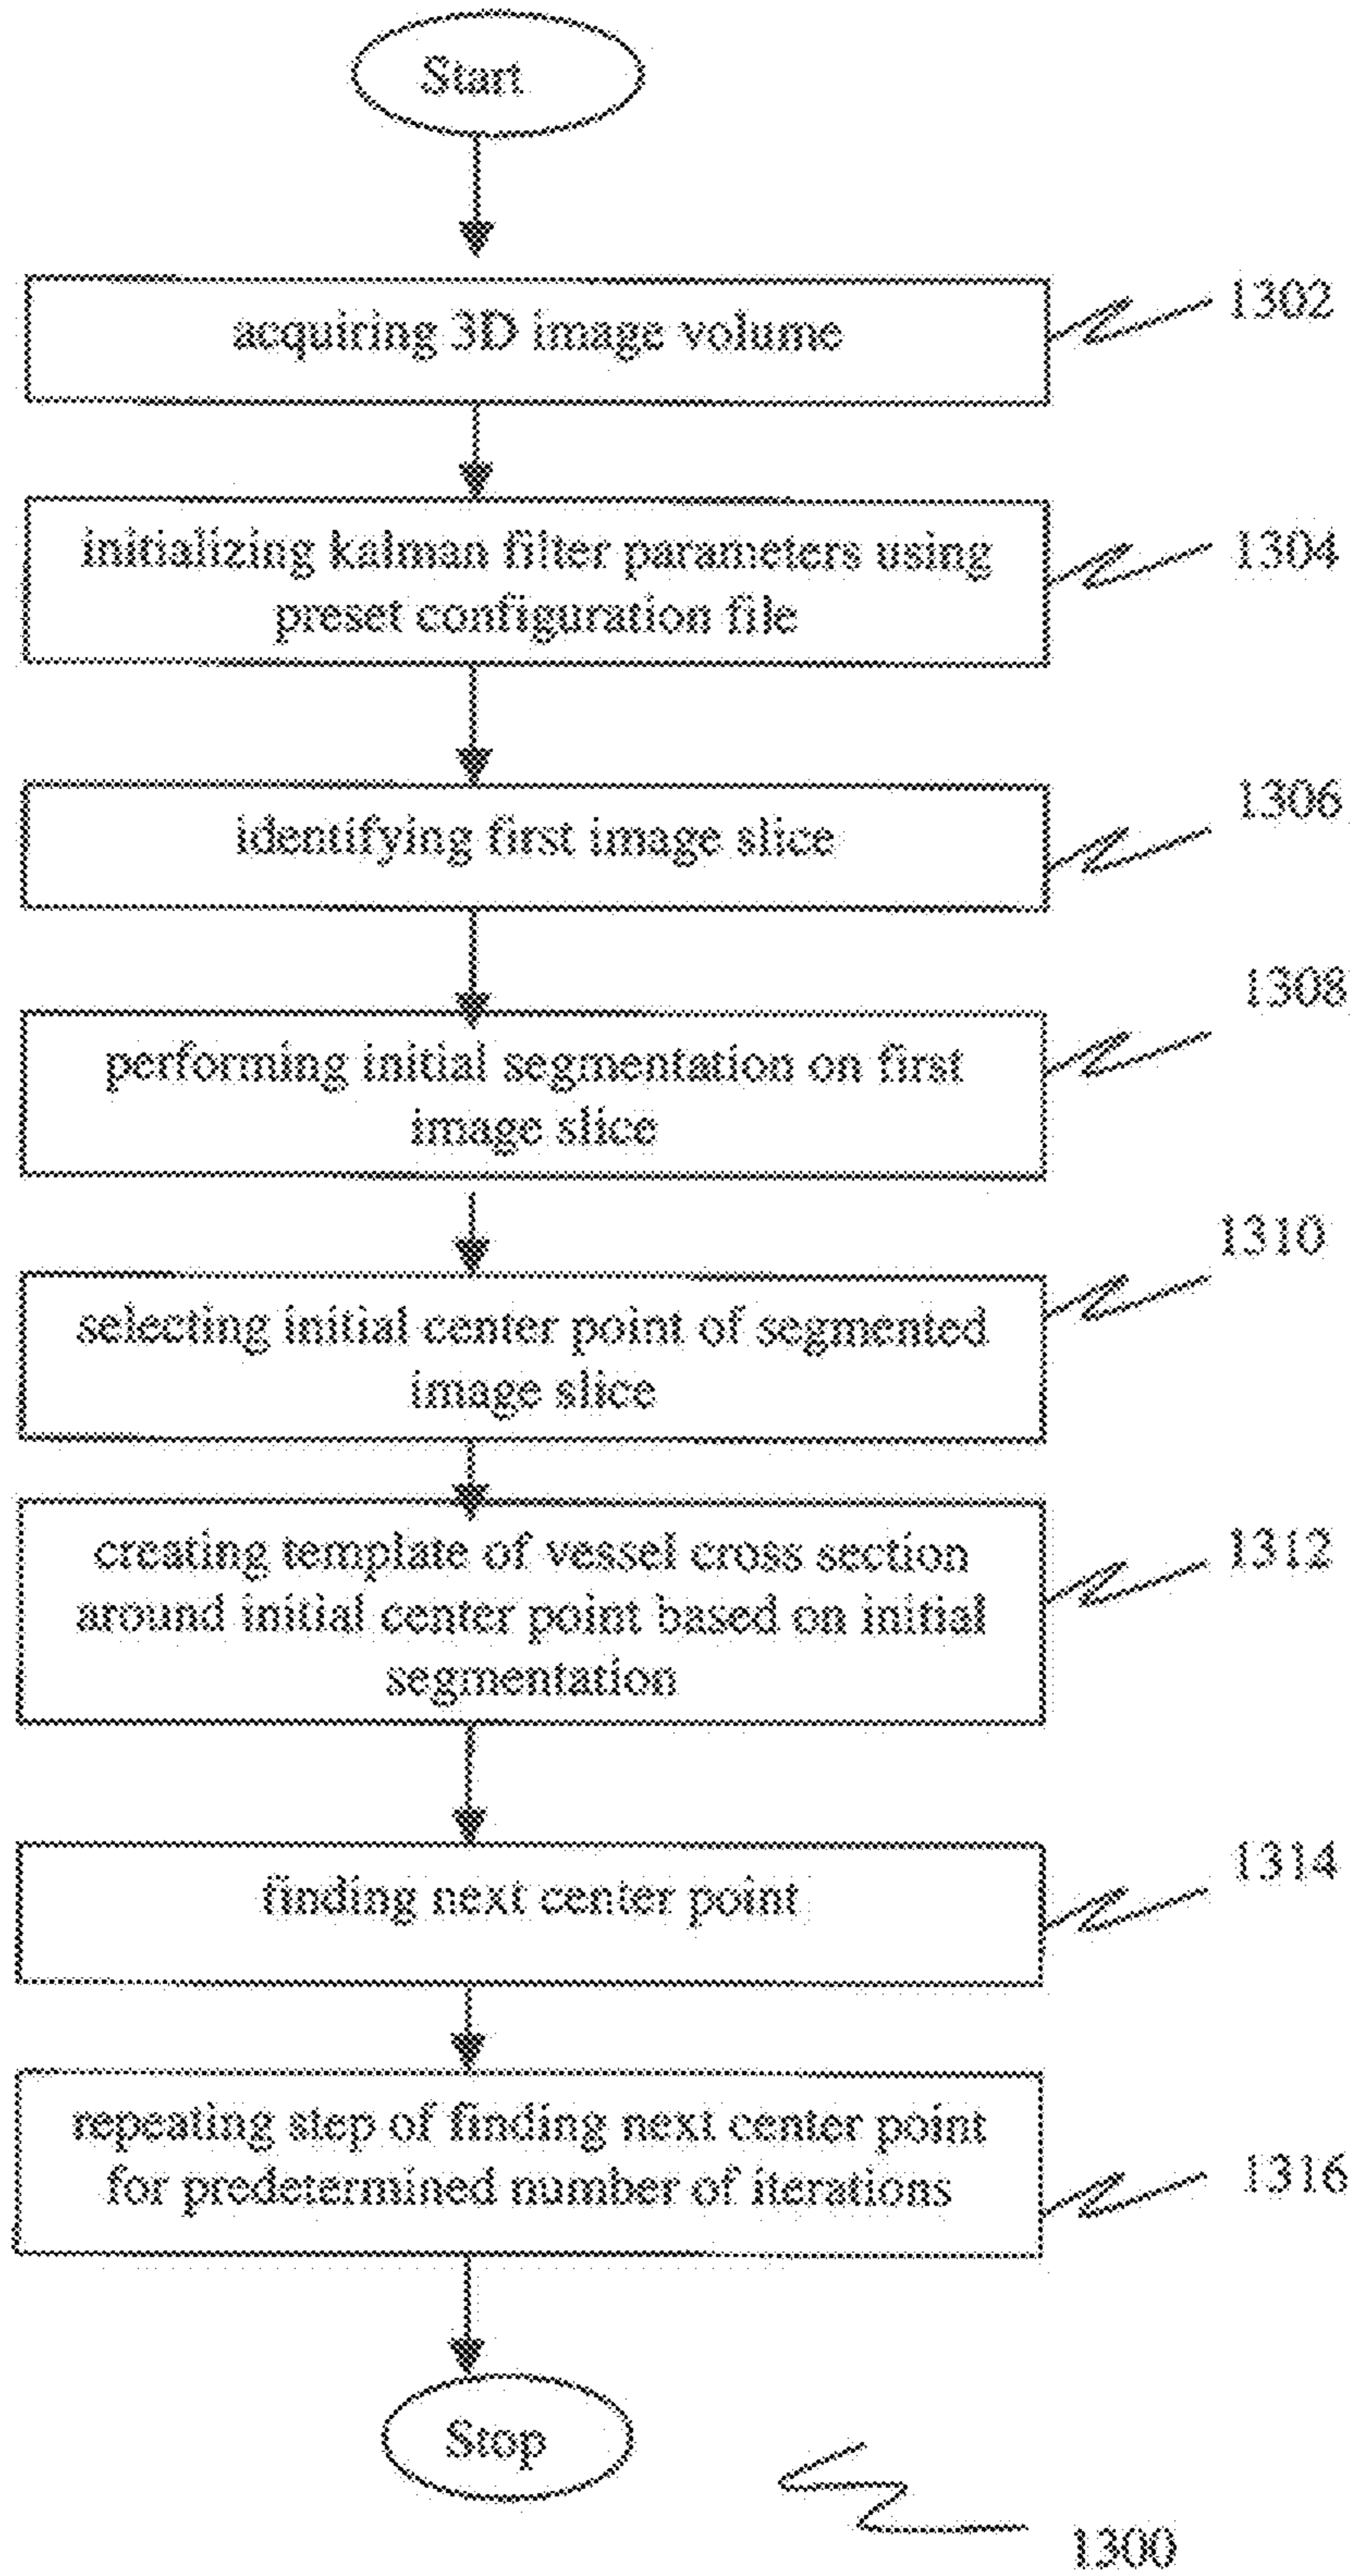 Start
acquiring 3D image volume
1302
initializing kalman filter parameters using
preset configuration file
1304
identifying first image slice
1306
performing initial segmentation on first
image slice
1308
selecting initial center point of segmented
image slice
1310
creating template of vessel cross section
around initial center point based on initial
segmentation
1312
finding next center point
1314
repeating step of finding next center point
for predetermined number of iterations
1316
Stop
1300